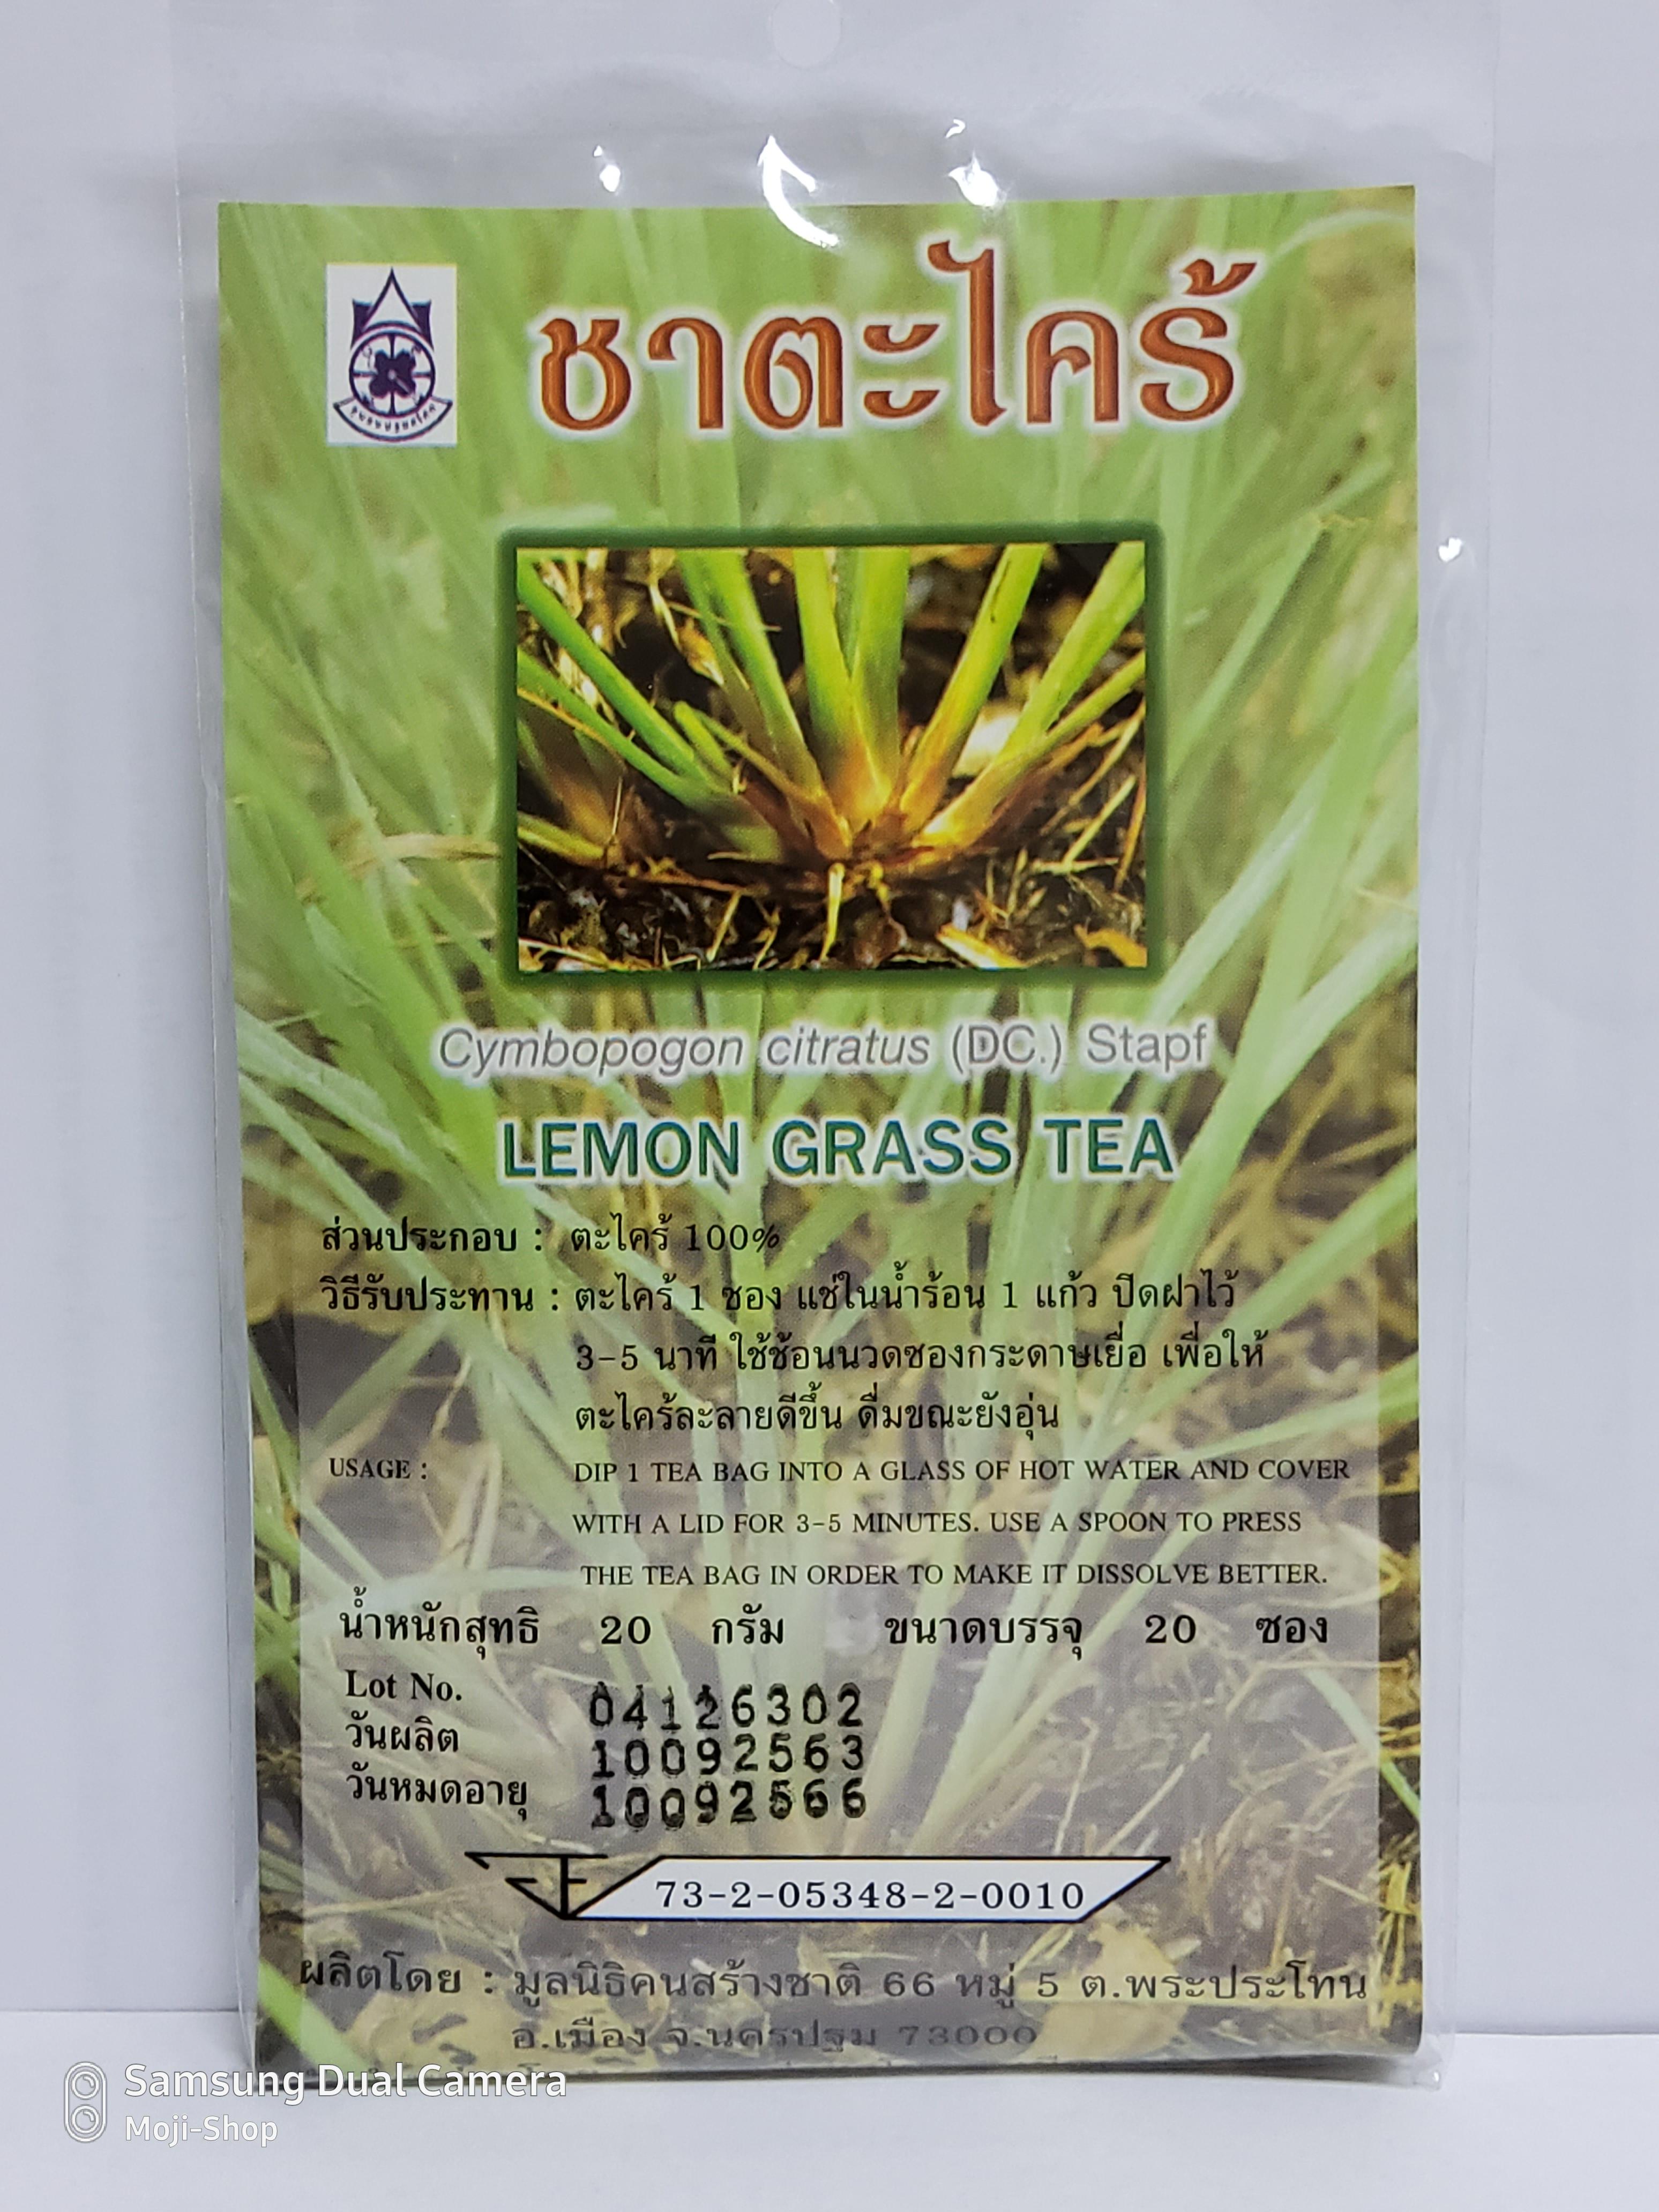 ชาตะไคร้
Cymbopogon citratus (DC.) Stapf
LEMON GRASS TEA
ส่วนประกอบ : ตะไคร้ 100%
วิธีรับประทาน : ตะไคร้ 1 ซอง แช่ในน้ำร้อน 1 แก้ว ปิดฝาไว้
3-5 นาที ใช้ช้อนนวดซองกระดาษเยื่อ เพื่อให้
ตะไคร้ละลายดีขึ้น ดื่มขณะยังอุ่น
USAGE : DIP 1 TEA BAG INTO A GLASS OF HOT WATER AND COVER
WITH A LID FOR 3-5 MINUTES. USE A SPOON TO PRESS
THE TEA BAG IN ORDER TO MAKE IT DISSOLVE BETTER.
น้ำหนักสุทธิ 20 กรัม ขนาดบรรจุ 20 ซอง
Lot No. 04126302
วันผลิต 10092563
วันหมดอายุ 10092566
73-2-05348-2-0010
ผลิตโดย : มูลนิธิคนสร้างชาติ 66 หมู่ 5 ต.พระประโทน
อ.เมือง จ.นครปฐม 73000
Samsung Dual Camera
Moji-Shop